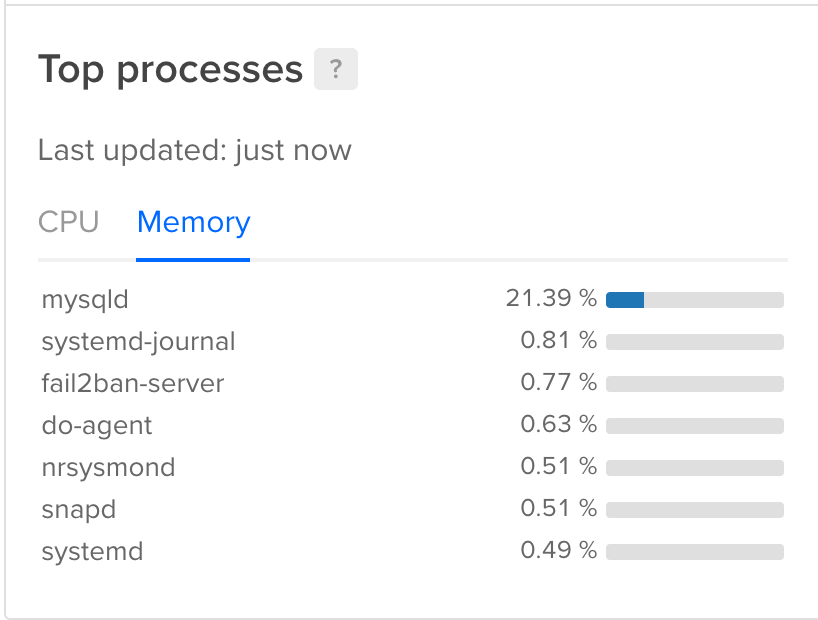 Top processes ?
Last updated: just now
CPU Memory
mysqld 21.39 %
systemd-journal 0.81 %
fail2ban-server 0.77 %
do-agent 0.63 %
nrsysmond 0.51 %
snapd 0.51 %
systemd 0.49 %